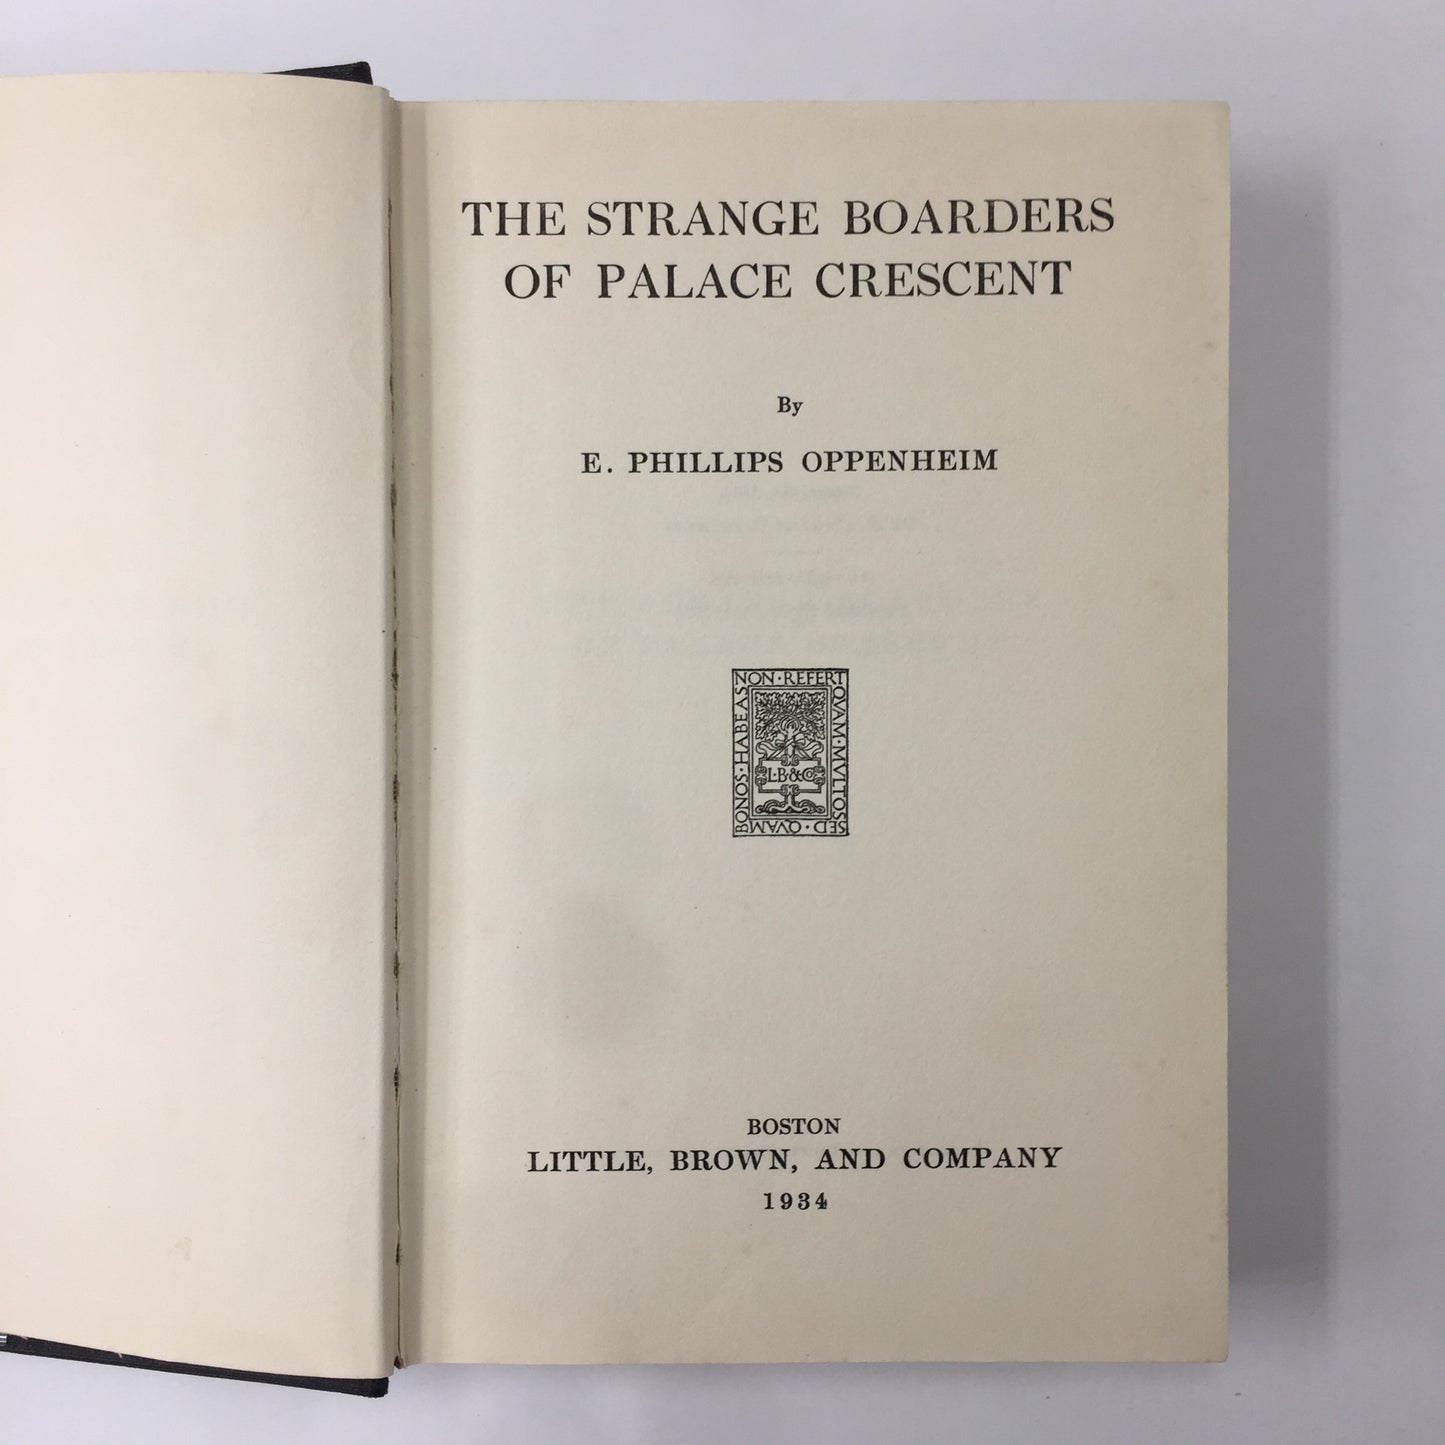 THE STRANGE BOARDERS
OF PALACE CRESCENT
By
E. PHILLIPS OPPENHEIM
NON·REFERT
QVAM·MVLTOS
SED·QVAM
BONOS·HABEAS
L·B·&Co
BOSTON
LITTLE, BROWN, AND COMPANY
1934